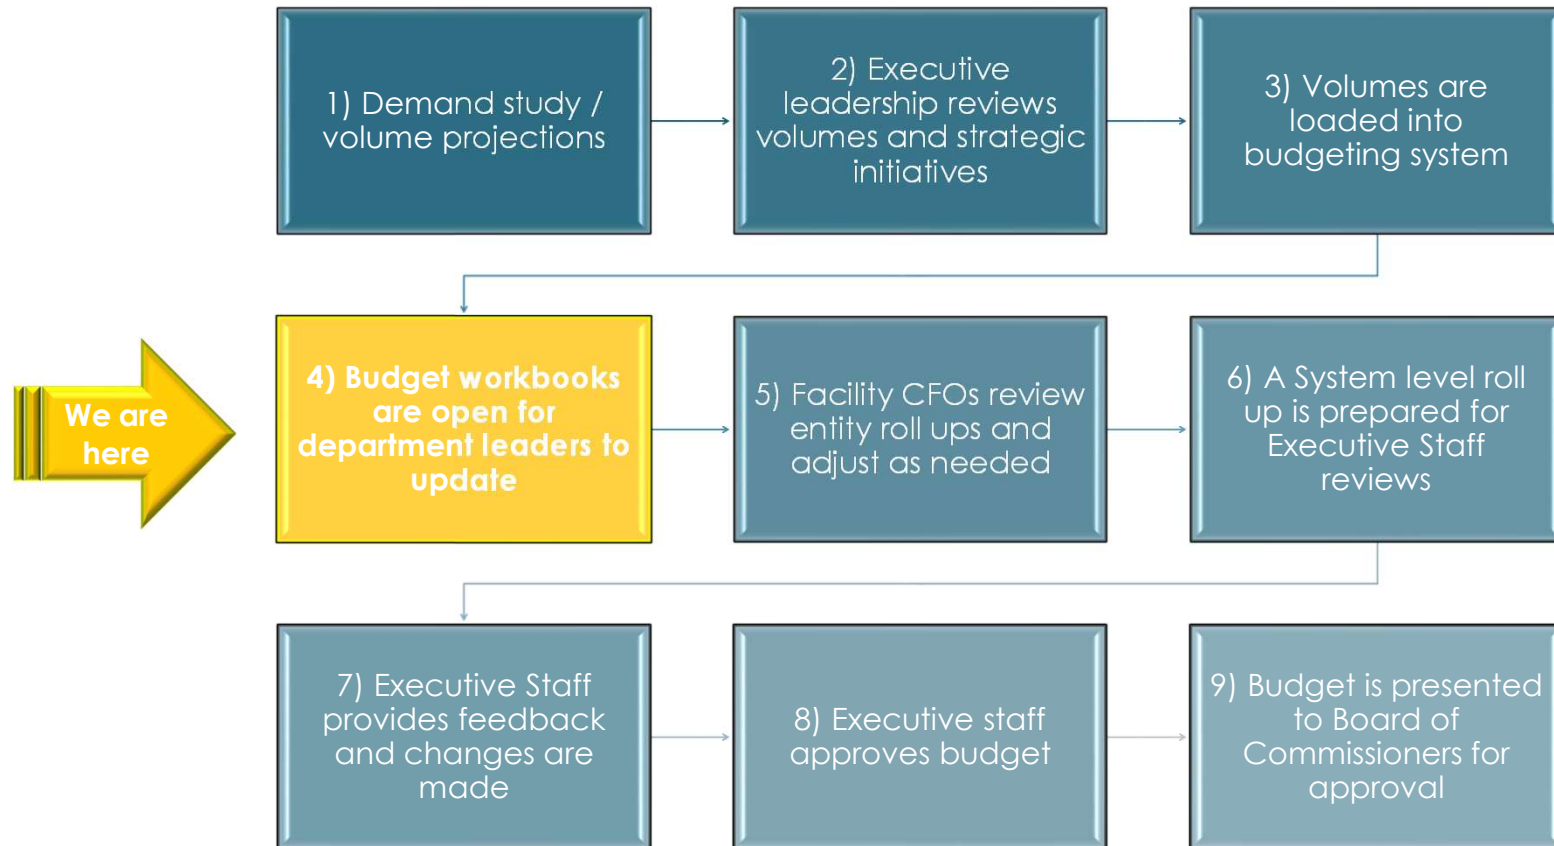 1) Demand study /
volume projections
2) Executive
leadership reviews
volumes and strategic
initiatives
3) Volumes are
loaded into
budgeting system
We are
here
4) Budget workbooks
are open for
department leaders to
update
5) Facility CFOs review
entity roll ups and
adjust as needed
6) A System level roll
up is prepared for
Executive Staff
reviews
7) Executive Staff
provides feedback
and changes are
made
8) Executive staff
approves budget
9) Budget is presented
to Board of
Commissioners for
approval